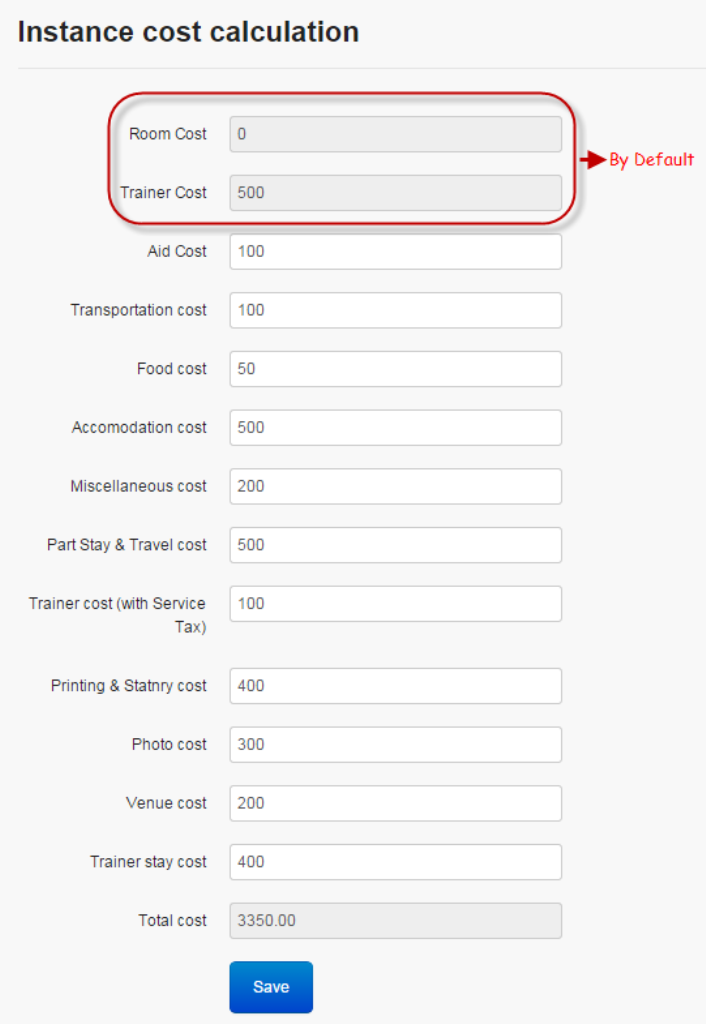 Instance cost calculation
Room Cost 0
By Default
Trainer Cost 500
Aid Cost 100
Transportation cost 100
Food cost 50
Accomodation cost 500
Miscellaneous cost 200
Part Stay & Travel cost 500
Trainer cost (with Service 100
Tax)
Printing & Statnry cost 400
Photo cost 300
Venue cost 200
Trainer stay cost 400
Total cost 3350.00
Save